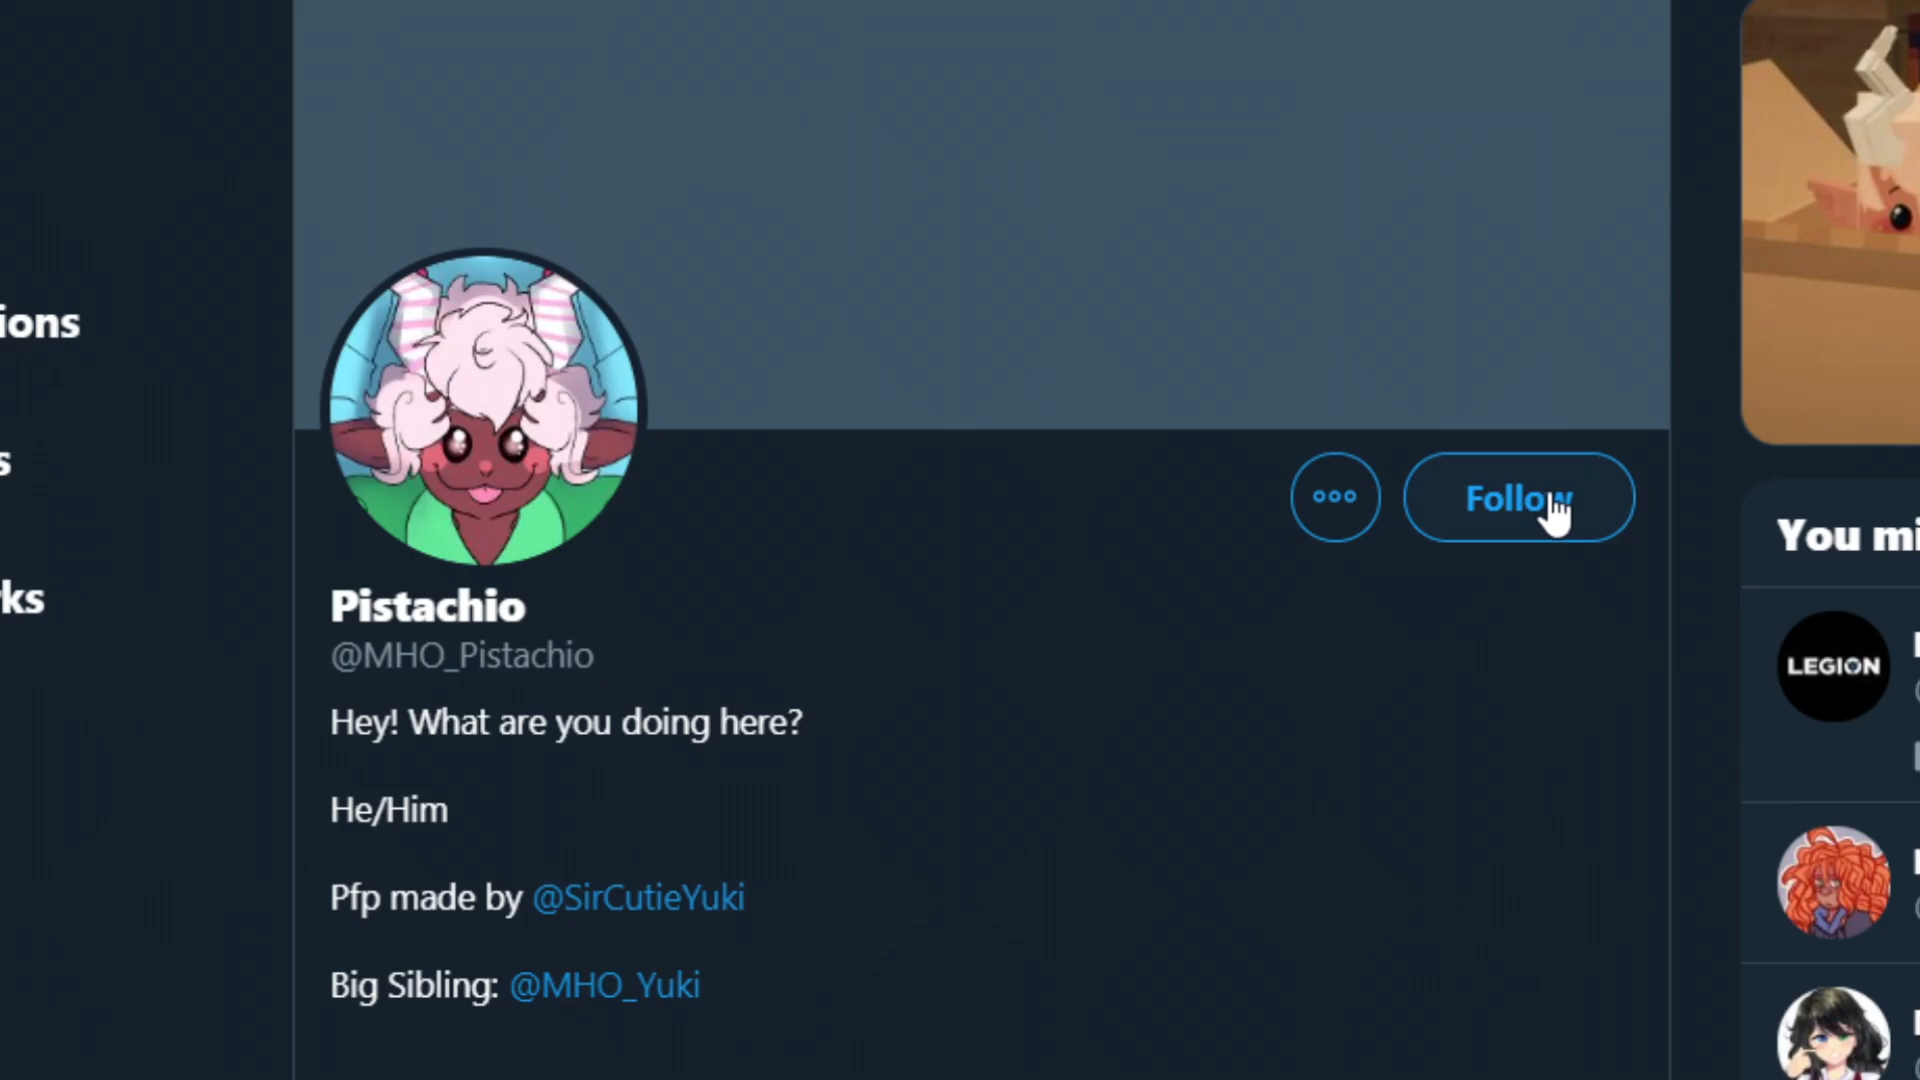 ions
s
rks
Follow
Pistachio
@MHO_Pistachio
Hey! What are you doing here?
He/Him
Pfp made by @SirCutieYuki
Big Sibling: @MHO_Yuki
You mi
LEGION